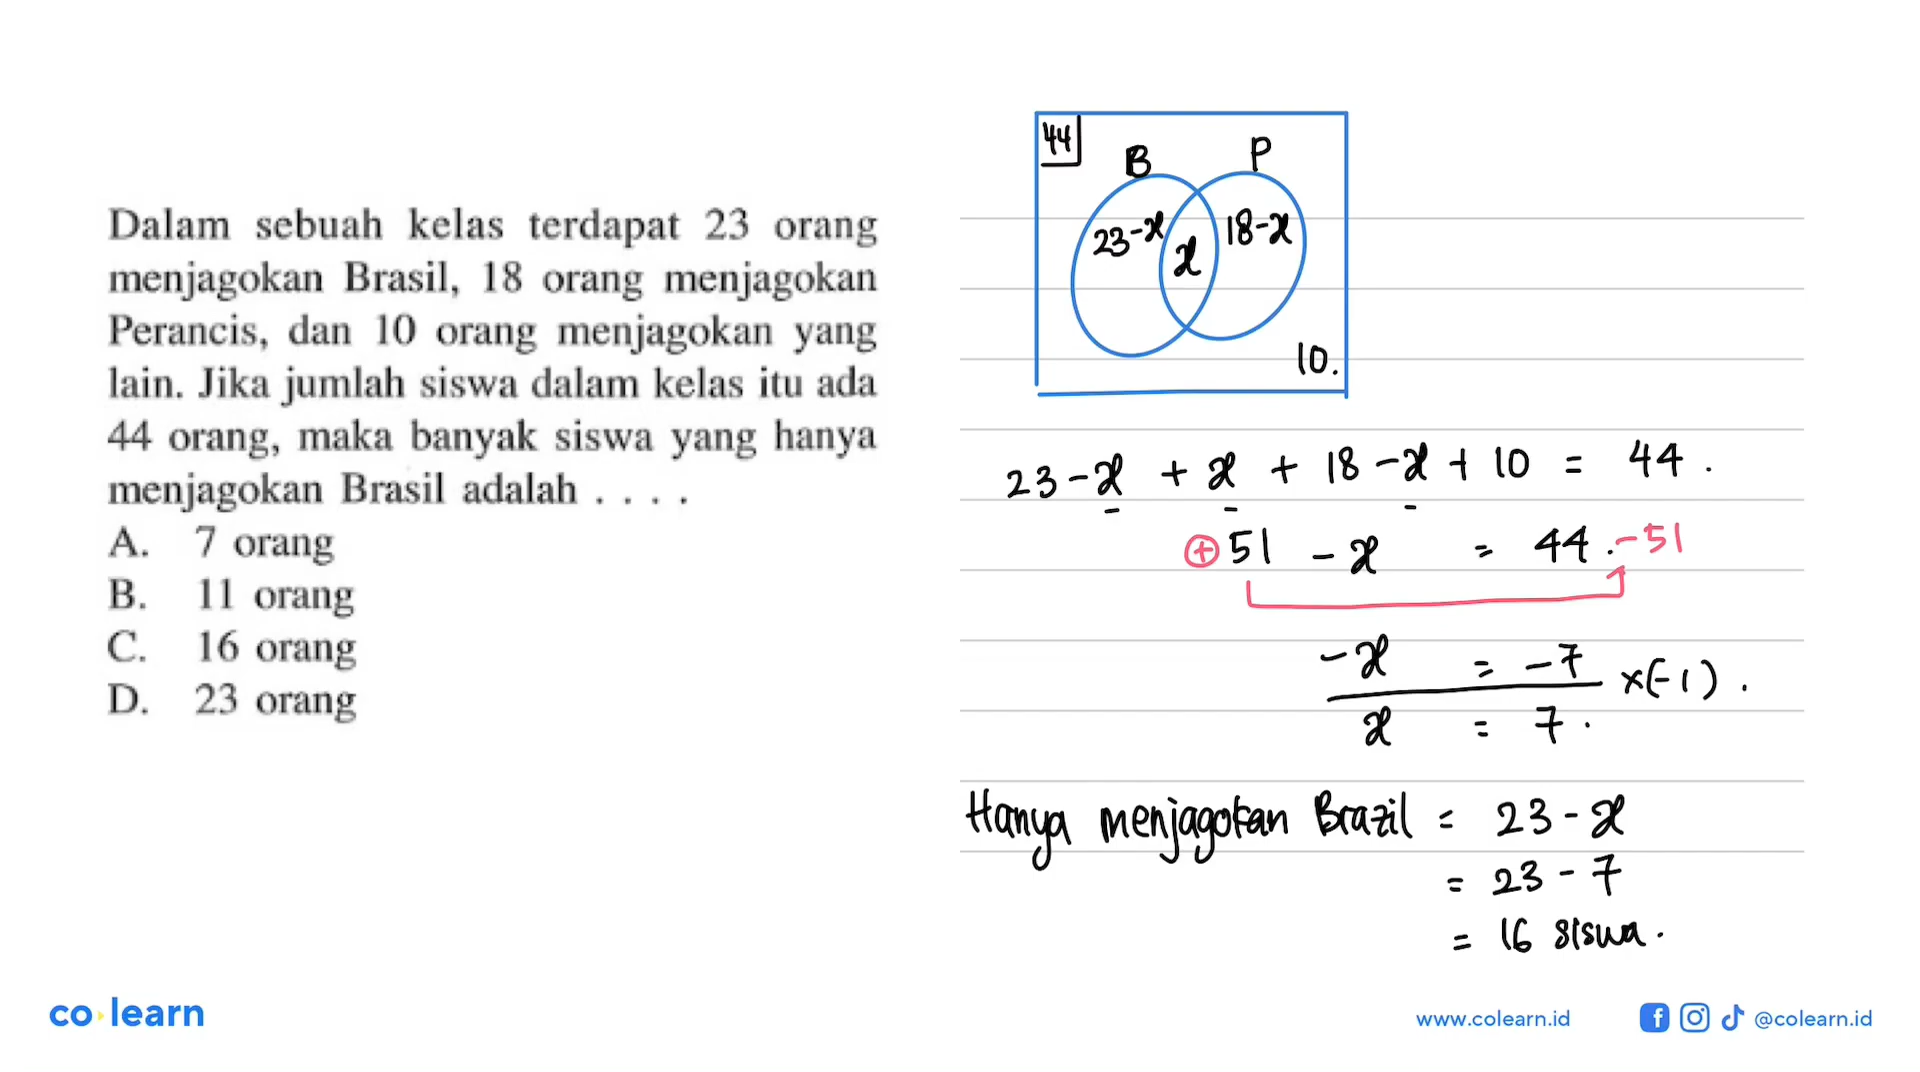 Dalam sebuah kelas terdapat 23 orang
menjagokan Brasil, 18 orang menjagokan
Perancis, dan 10 orang menjagokan yang
lain. Jika jumlah siswa dalam kelas itu ada
44 orang, maka banyak siswa yang hanya
menjagokan Brasil adalah . . . .
A. 7 orang
B. 11 orang
C. 16 orang
D. 23 orang
44
B P
23-x x 18-x
10.
23-x + x + 18-x + 10 = 44.
⊕ 51 - x = 44. -51
-x = -7 x(-1).
x = 7.
Hanya menjagokan Brazil = 23-x
= 23-7
= 16 siswa.
co learn
www.colearn.id @colearn.id